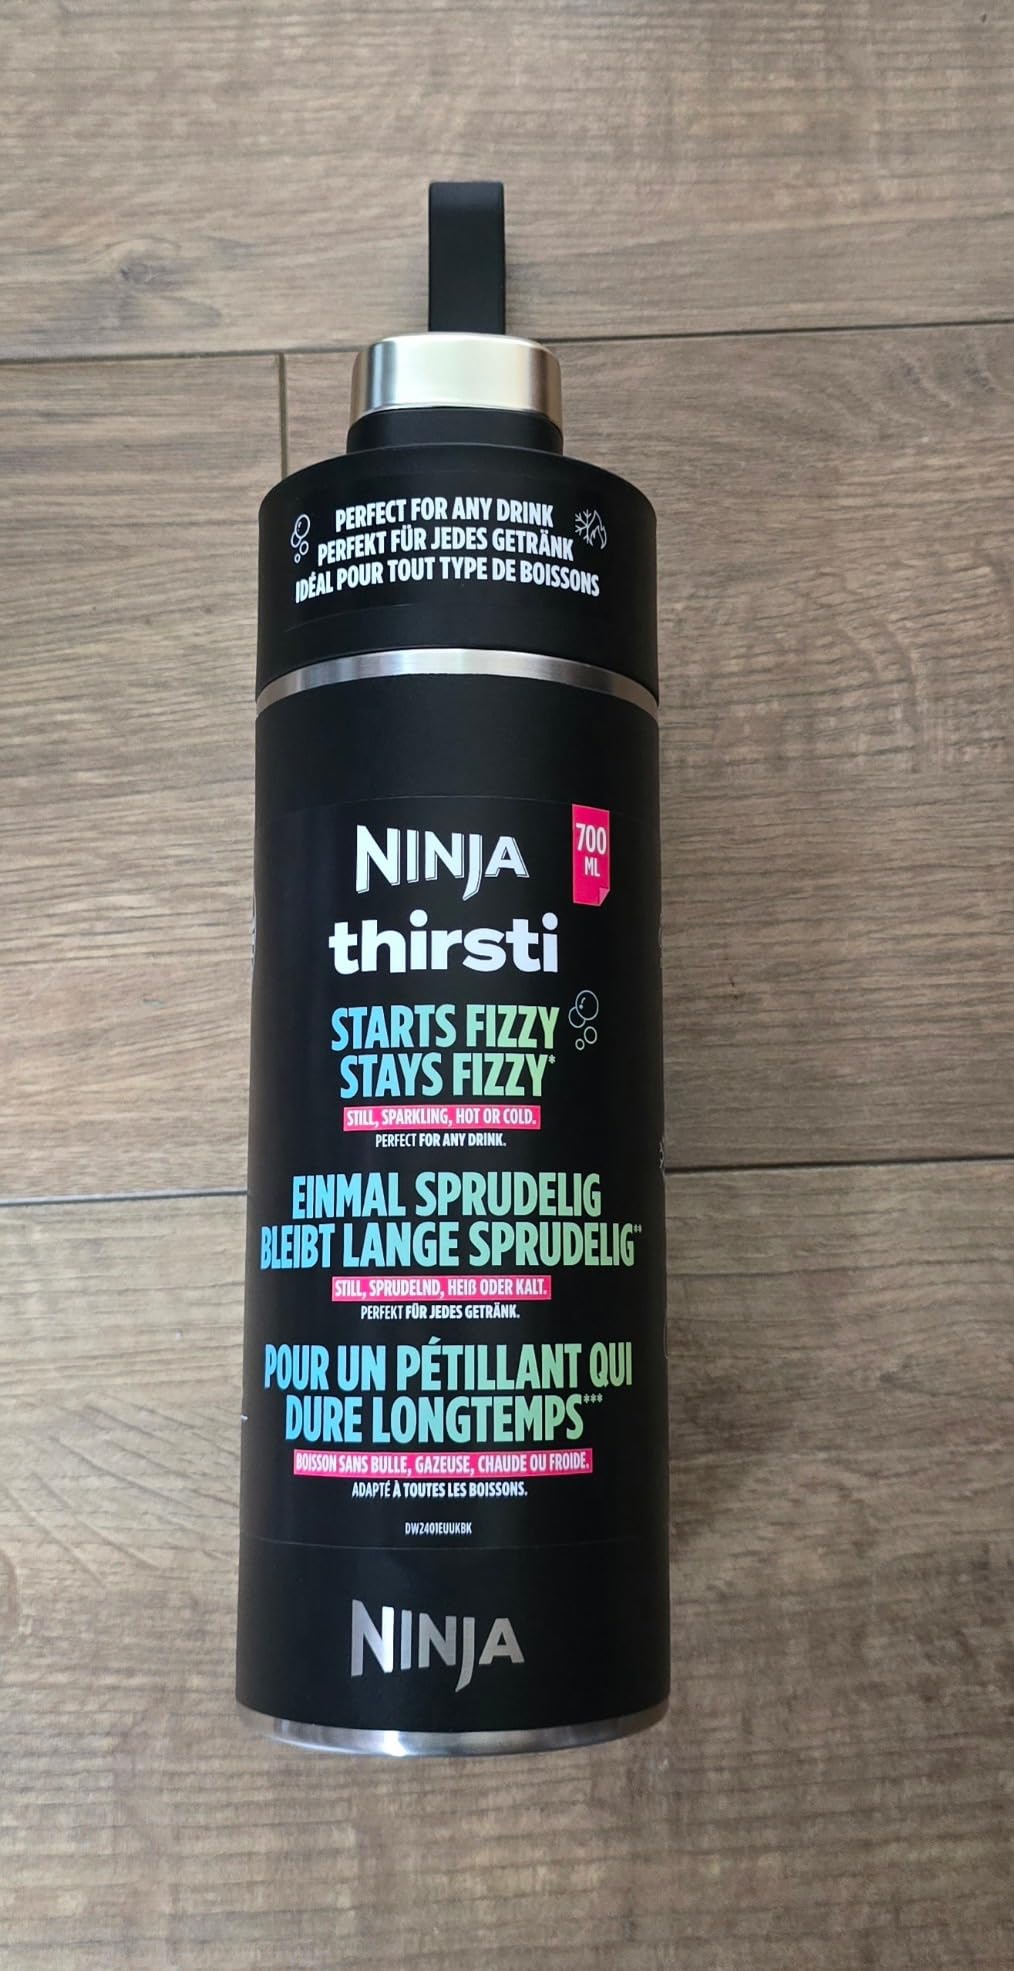 PERFECT FOR ANY DRINK
PERFEKT FÜR JEDES GETRÄNK
IDÉAL POUR TOUT TYPE DE BOISSONS
NINJA
700
ML
thirsti
STARTS FIZZY
STAYS FIZZY*
STILL, SPARKLING, HOT OR COLD.
PERFECT FOR ANY DRINK.
EINMAL SPRUDELIG
BLEIBT LANGE SPRUDELIG**
STILL, SPRUDELND, HEIß ODER KALT.
PERFEKT FÜR JEDES GETRÄNK.
POUR UN PÉTILLANT QUI
DURE LONGTEMPS***
BOISSON SANS BULLE, GAZEUSE, CHAUDE OU FROIDE.
ADAPTÉ À TOUTES LES BOISSONS.
DW2401EUUKBK
NINJA